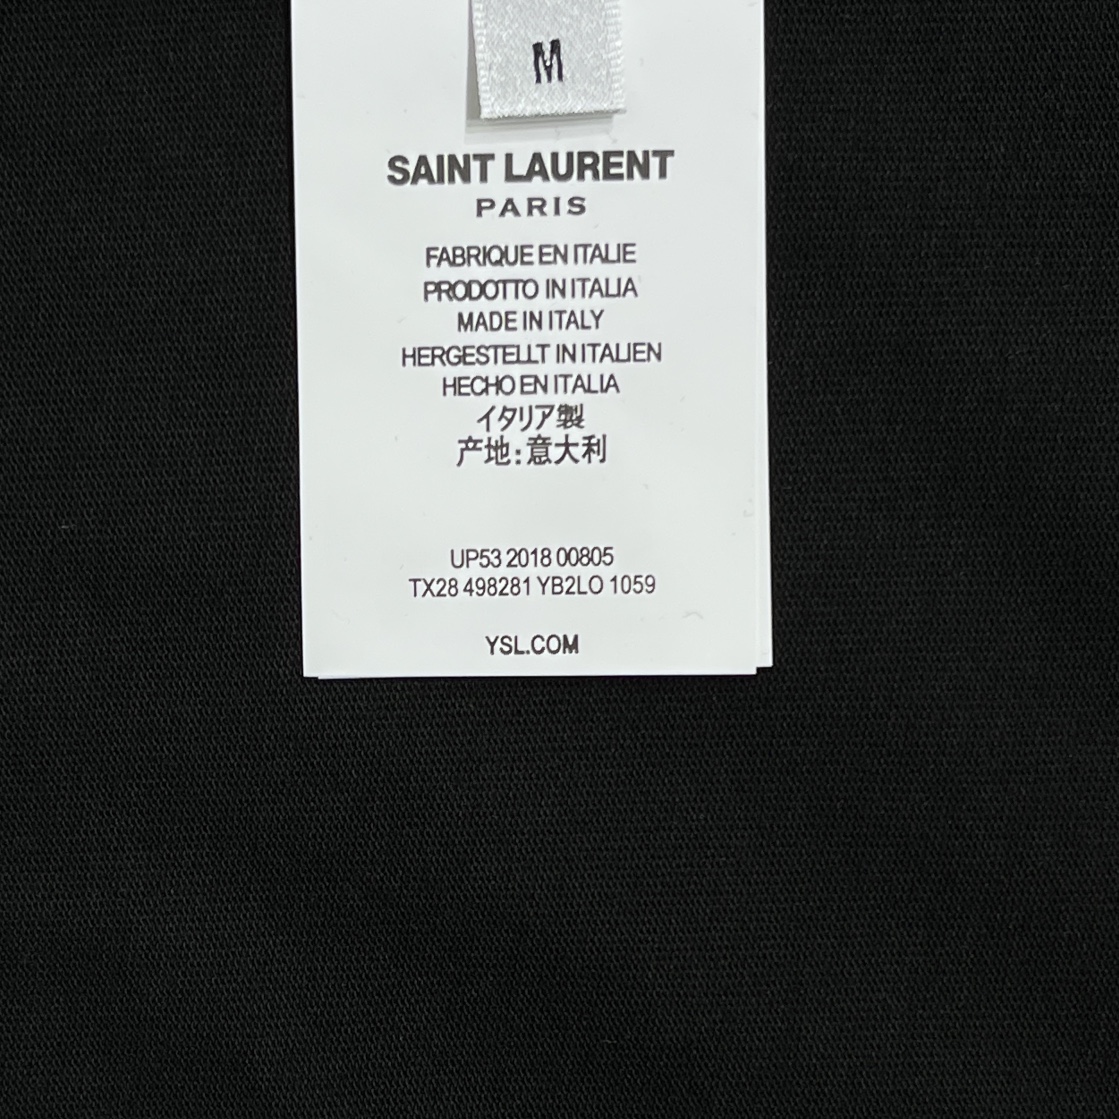 M
SAINT LAURENT
PARIS
FABRIQUE EN ITALIE
PRODOTTO IN ITALIA
MADE IN ITALY
HERGESTELLT IN ITALIEN
HECHO EN ITALIA
イタリア製
产地:意大利
UP53 2018 00805
TX28 498281 YB2LO 1059
YSL.COM